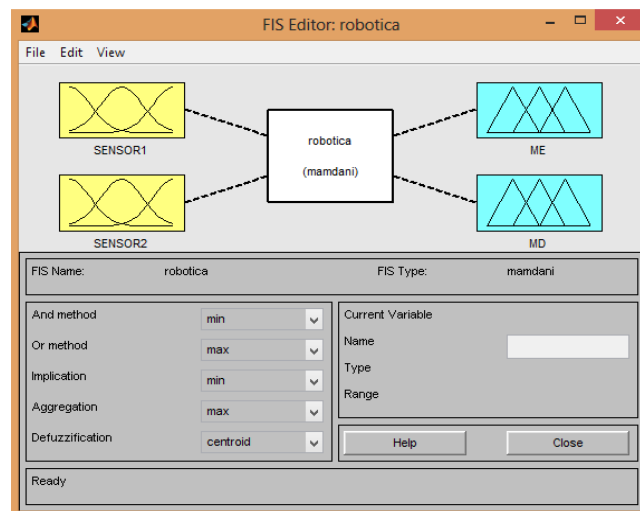 FIS Editor: robotica
File Edit View
SENSOR1
SENSOR2
robotica
(mamdani)
ME
MD
FIS Name: robotica FIS Type: mamdani
And method min
Or method max
Implication min
Aggregation max
Defuzzification centroid
Current Variable
Name
Type
Range
Help Close
Ready